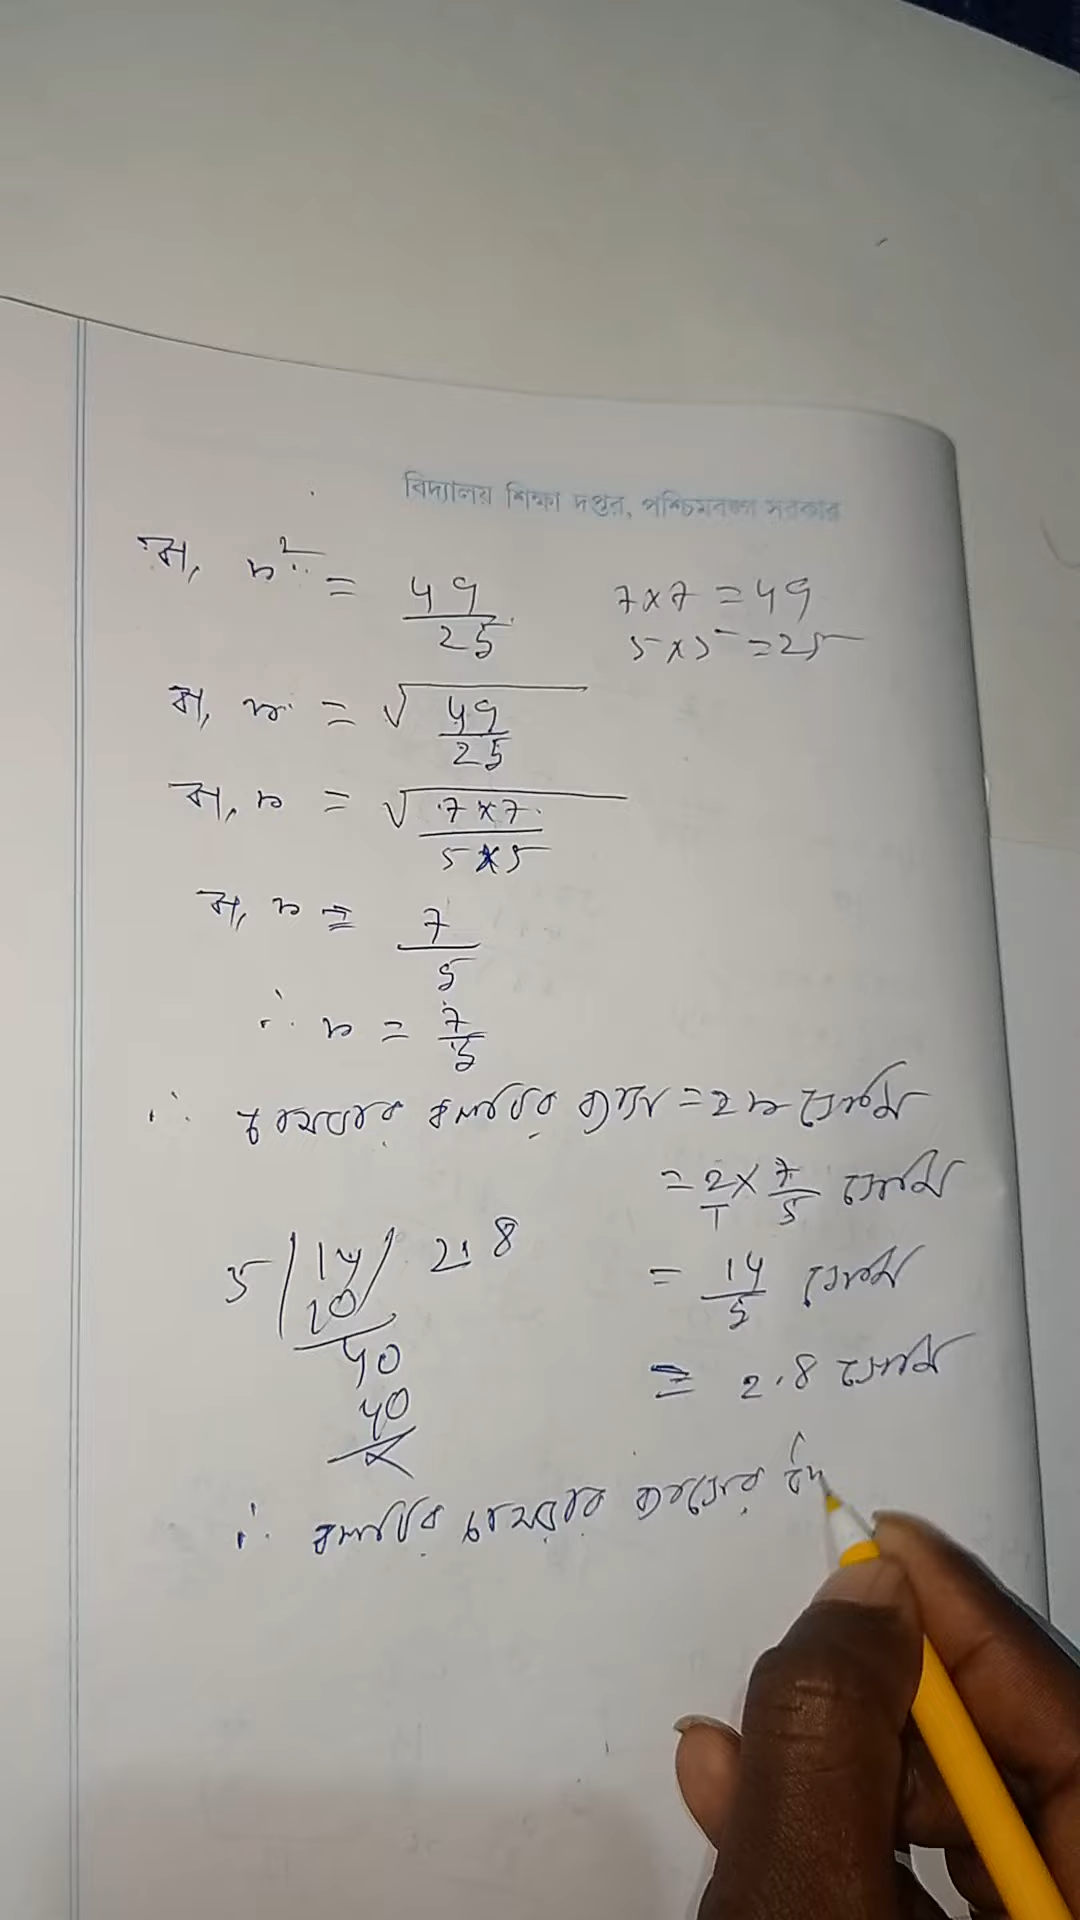 বিদ্যালয় শিক্ষা দপ্তর, পশ্চিমবঙ্গ সরকার
বা, r² = 49/25
7×7 = 49
5×5 = 25
বা, r = √49/25
বা, r = √7×7/5×5
বা, r = 7/5
∴ r = 7/5
∴ ব্যাস = 2r সেমি
= 2/1 × 7/5 সেমি
= 14/5 সেমি
= 2.8 সেমি
5 | 14 | 2.8
10
40
40
×
∴